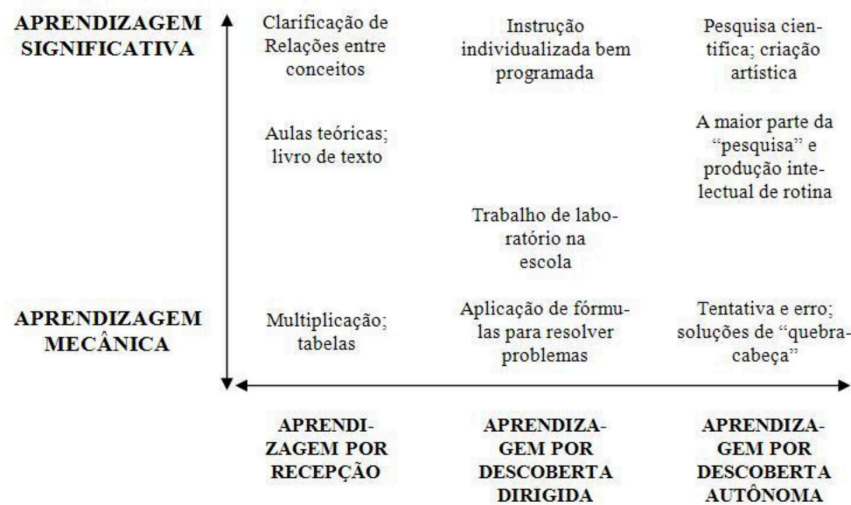 APRENDIZAGEM
SIGNIFICATIVA
Clarificação de
Relações entre
conceitos
Instrução
individualizada bem
programada
Pesquisa cien-
tifica; criação
artística
Aulas teóricas;
livro de texto
A maior parte da
“pesquisa” e
produção inte-
lectual de rotina
Trabalho de labo-
ratório na
escola
APRENDIZAGEM
MECÂNICA
Multiplicação;
tabelas
Aplicação de fórmu-
las para resolver
problemas
Tentativa e erro;
soluções de “quebra-
cabeça”
APRENDI-
ZAGEM POR
RECEPÇÃO
APRENDIZA-
GEM POR
DESCOBERTA
DIRIGIDA
APRENDIZA-
GEM POR
DESCOBERTA
AUTÔNOMA